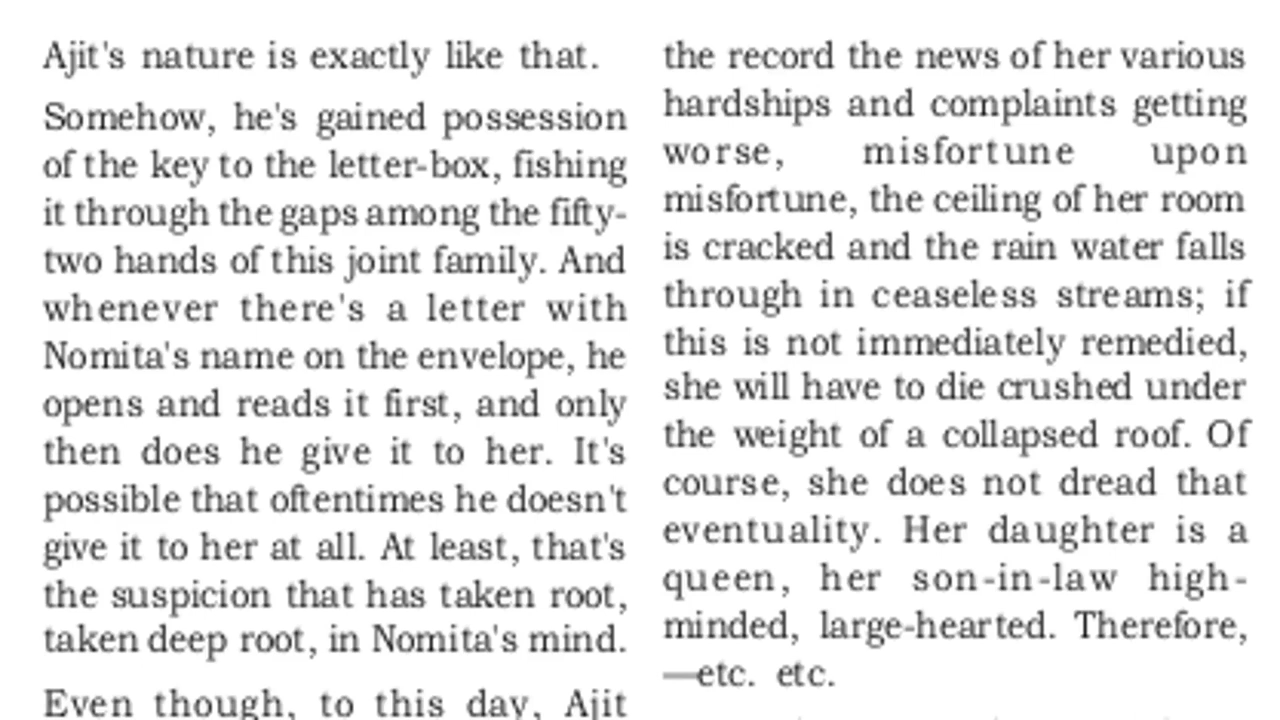 Ajit's nature is exactly like that.
Somehow, he's gained possession
of the key to the letter-box, fishing
it through the gaps among the fifty-
two hands of this joint family. And
whenever there's a letter with
Nomita's name on the envelope, he
opens and reads it first, and only
then does he give it to her. It's
possible that oftentimes he doesn't
give it to her at all. At least, that's
the suspicion that has taken root,
taken deep root, in Nomita's mind.
Even though, to this day, Ajit
the record the news of her various
hardships and complaints getting
worse, misfortune upon
misfortune, the ceiling of her room
is cracked and the rain water falls
through in ceaseless streams; if
this is not immediately remedied,
she will have to die crushed under
the weight of a collapsed roof. Of
course, she does not dread that
eventuality. Her daughter is a
queen, her son-in-law high-
minded, large-hearted. Therefore,
—etc. etc.